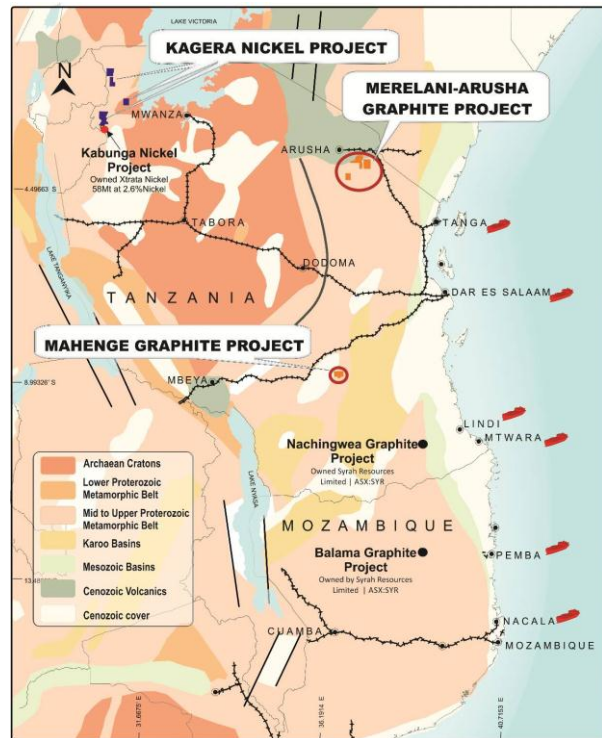 LAKE VICTORIA
KAGERA NICKEL PROJECT
N
MERELANI-ARUSHA
GRAPHITE PROJECT
MWANZA
ARUSHA
Kabunga Nickel
Project
Owned Xtrata Nickel
58Mt at 2.6%Nickel
4.49663 S
TABORA
TANGA
LAKE TANGANYIKA
DODOMA
TANZANIA
DAR ES SALAAM
MAHENGE GRAPHITE PROJECT
8.99326° S
MBEYA
LINDI
MTWARA
Nachingwea Graphite
Project
Owned Syrah Resources
Limited | ASX:SYR
Archaean Cratons
Lower Proterozoic
Metamorphic Belt
Mid to Upper Proterozoic
Metamorphic Belt
Karoo Basins
Mesozoic Basins
Cenozoic Volcanics
Cenozoic cover
LAKE NYASA
MOZAMBIQUE
Balama Graphite
Project
Owned by Syrah Resources
Limited | ASX:SYR
PEMBA
13.48
NACALA
CUAMBA
MOZAMBIQUE
31.6675 E
36.1914 E
40.7153 E